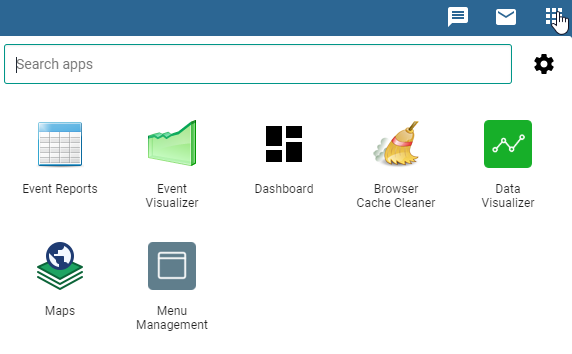 Search apps
Event Reports
Event
Visualizer
Dashboard
Browser
Cache Cleaner
Data
Visualizer
Maps
Menu
Management